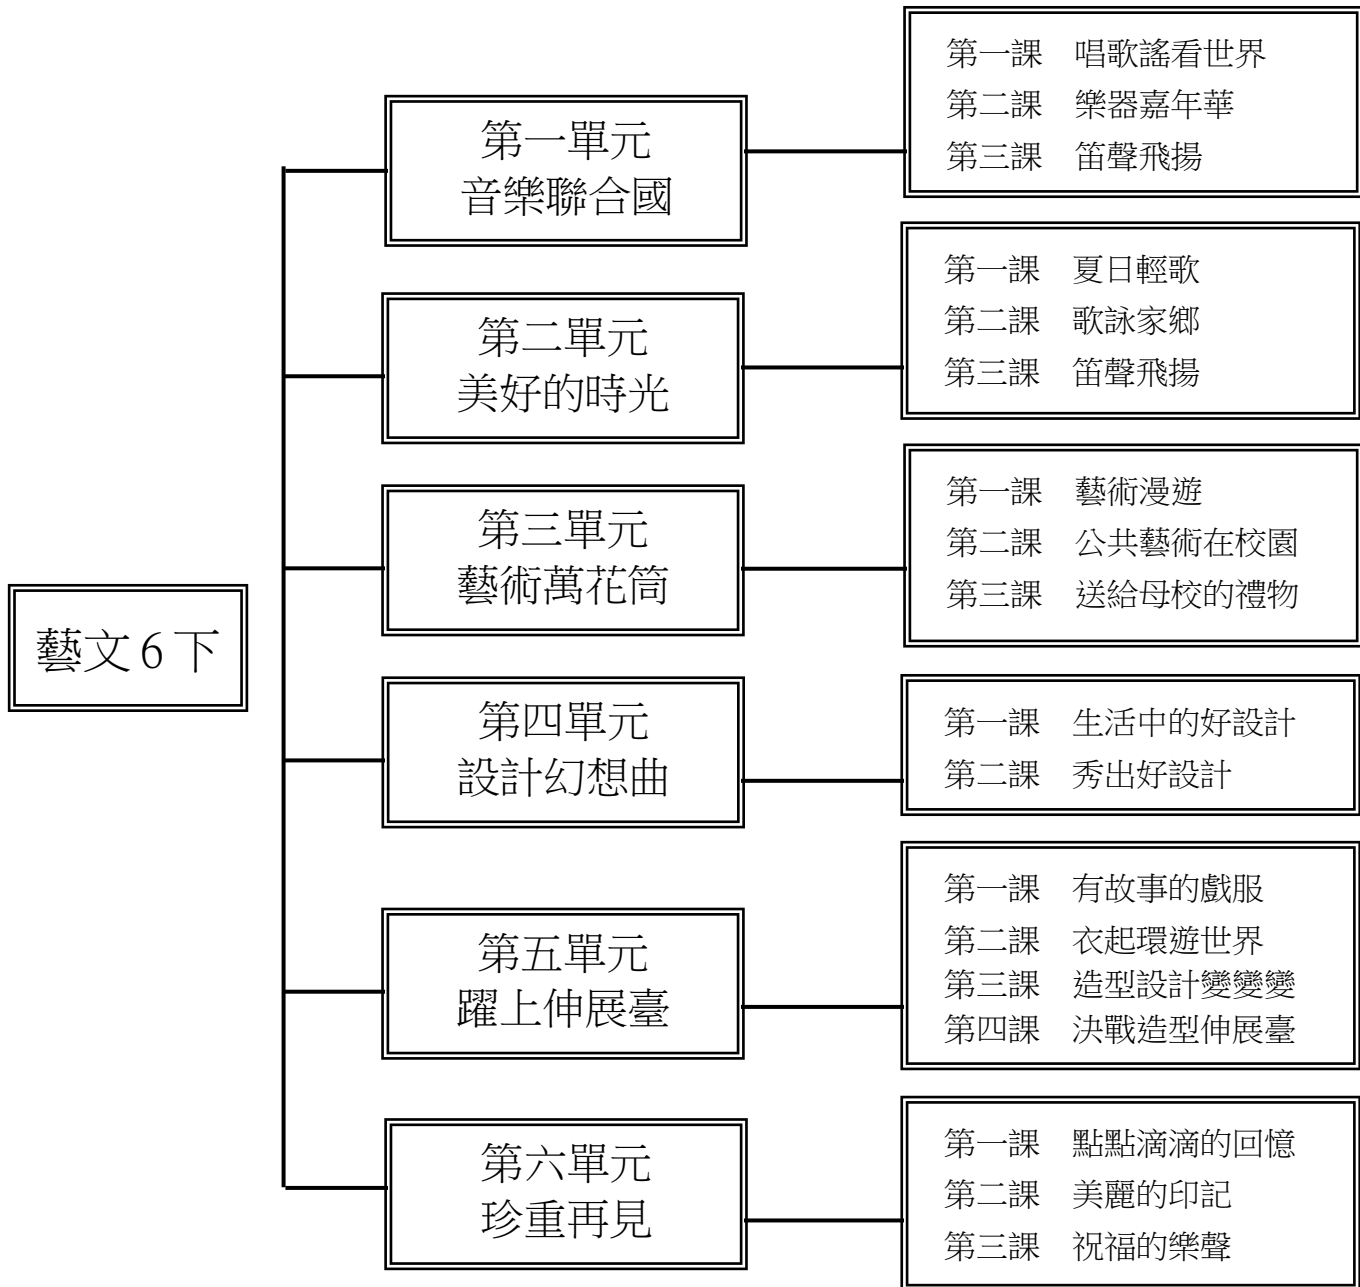 藝文6下
第一單元
音樂聯合國
第一課　唱歌謠看世界
第二課　樂器嘉年華
第三課　笛聲飛揚
第二單元
美好的時光
第一課　夏日輕歌
第二課　歌詠家鄉
第三課　笛聲飛揚
第三單元
藝術萬花筒
第一課　藝術漫遊
第二課　公共藝術在校園
第三課　送給母校的禮物
第四單元
設計幻想曲
第一課　生活中的好設計
第二課　秀出好設計
第五單元
躍上伸展臺
第一課　有故事的戲服
第二課　衣起環遊世界
第三課　造型設計變變變
第四課　決戰造型伸展臺
第六單元
珍重再見
第一課　點點滴滴的回憶
第二課　美麗的印記
第三課　祝福的樂聲